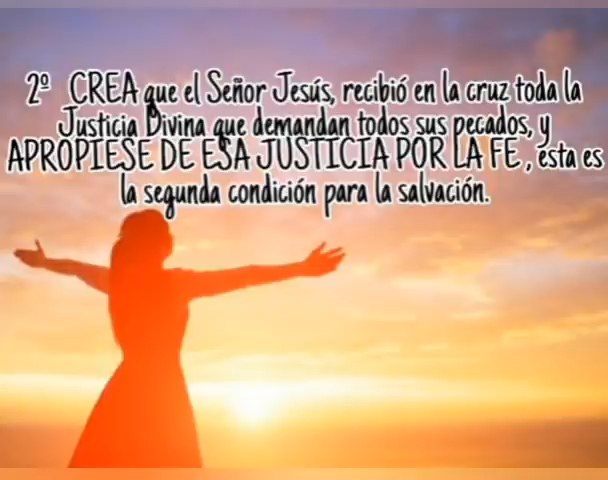 2º CREA que el Señor Jesús, recibió en la cruz toda la
Justicia Divina que demandan todos sus pecados, y
APROPIESE DE ESA JUSTICIA POR LA FE, esta es
la segunda condición para la salvación.